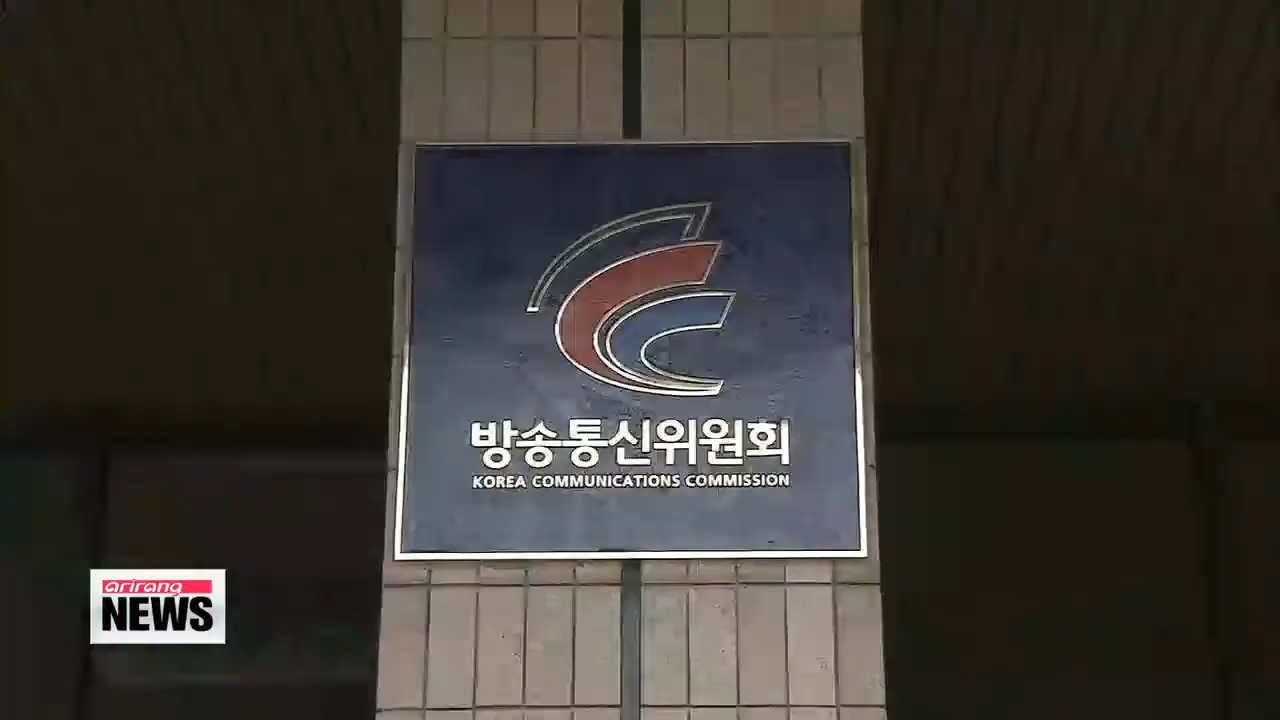 방송통신위원회
KOREA COMMUNICATIONS COMMISSION
arirang
NEWS